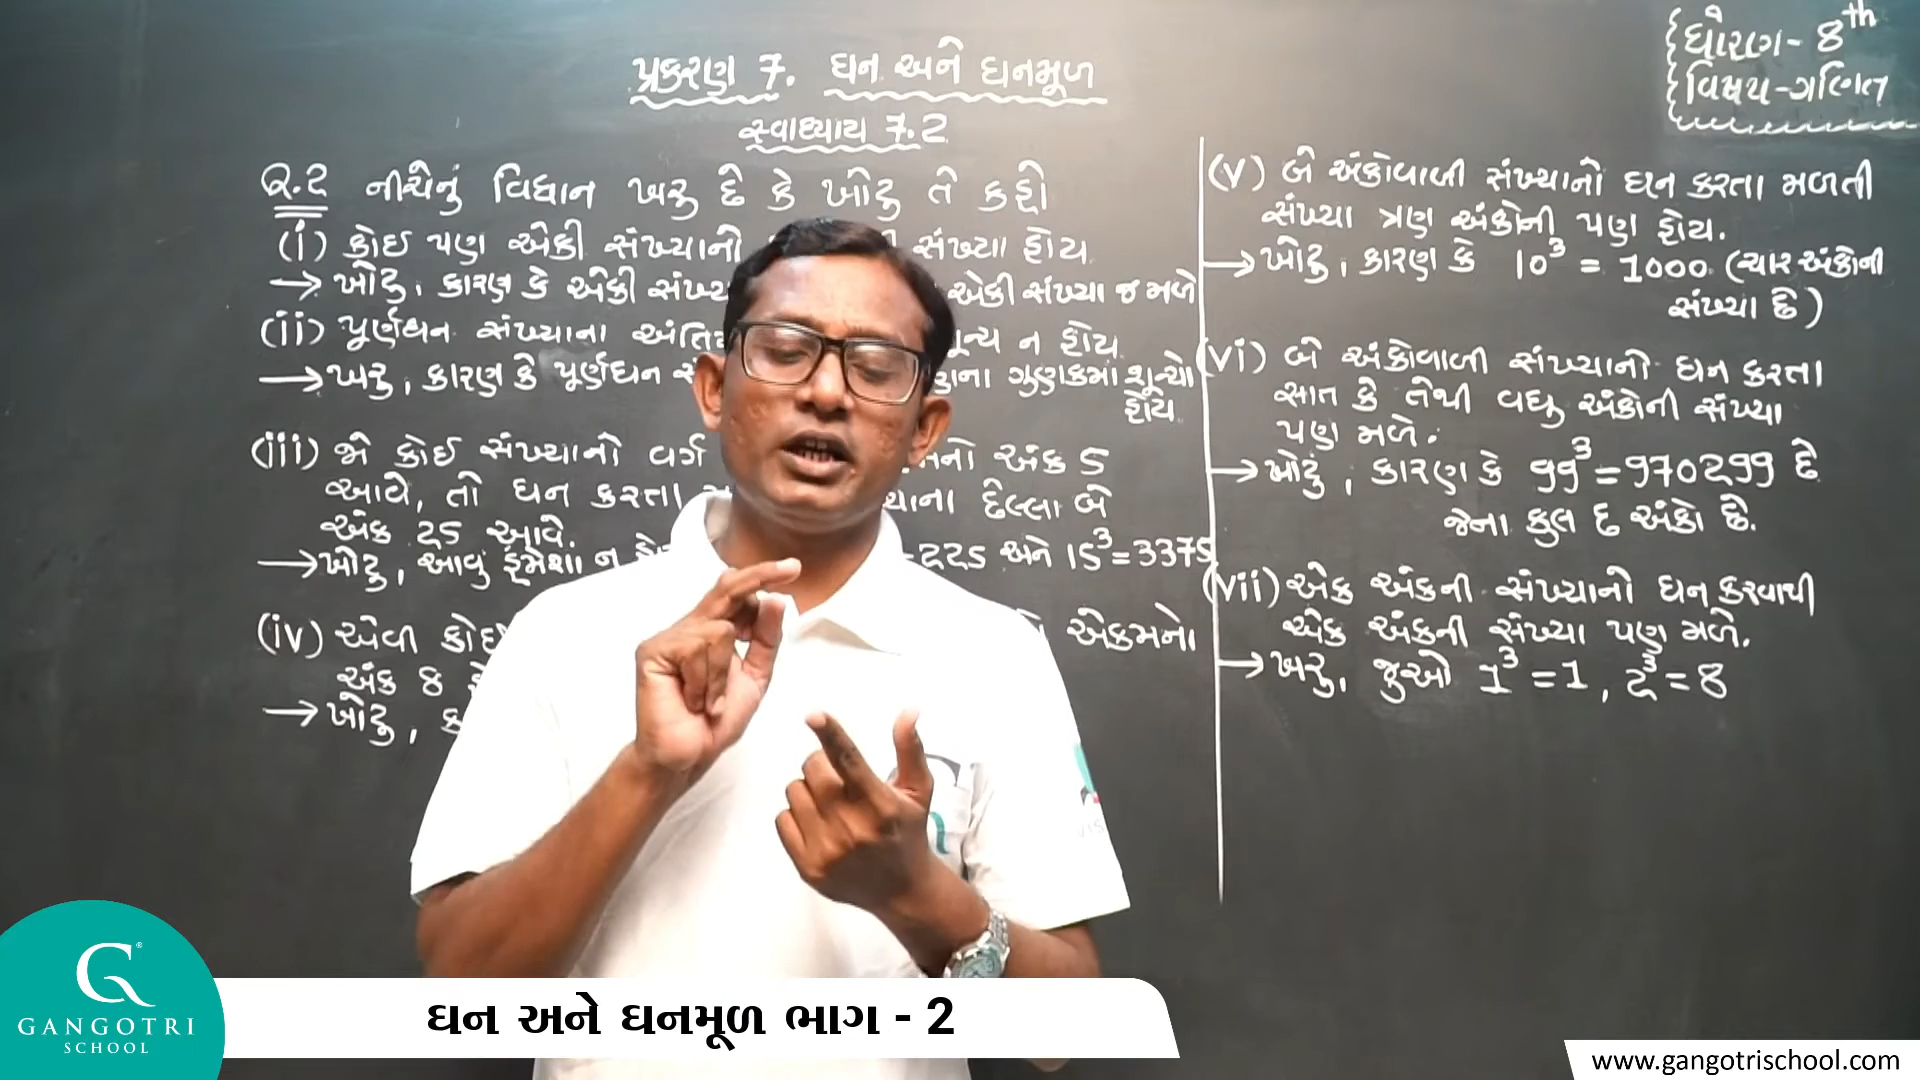 ધોરણ- 8th
વિષય-ગણિત
પ્રકરણ 7. ઘન અને ઘનમૂળ
સ્વાધ્યાય 7.2
Q.2 નીચેનું વિધાન ખરૂ છે કે ખોટુ તે કહો
(i) કોઈ પણ એકી સંખ્યાનો સંખ્યા હોય.
→ ખોટુ, કારણ કે એકી સંખ્યા એકી સંખ્યા જ મળે
(ii) પૂર્ણઘન સંખ્યાના ન હોય.
→ ખરૂ, કારણ કે પૂર્ણઘન ગુણકમાં શૂન્યો
હોય.
(iii) જો કોઈ સંખ્યાનો વર્ગ અંક 5
આવે, તો ઘન કરતા છેલ્લા બે
અંક 25 આવે.
→ ખોટુ, આવું હંમેશા ન =225 અને 15³=3375
(iv) એવી એકમનો
અંક 8
→ ખોટુ,
(v) બે અંકોવાળી સંખ્યાનો ઘન કરતા મળતી
સંખ્યા ત્રણ અંકોની પણ હોય.
→ ખોટુ, કારણ કે 10³ = 1000 (ચાર અંકોની
સંખ્યા છે)
(vi) બે અંકોવાળી સંખ્યાનો ઘન કરતા
સાત કે તેથી વધુ અંકોની સંખ્યા
પણ મળે.
→ ખોટું, કારણ કે 99³=970299 છે
જેના કુલ ૬ અંકો છે.
(vii) એક અંકની સંખ્યાનો ઘન કરવાથી
એક અંકની સંખ્યા પણ મળે.
→ ખરૂ, જુઓ 1³=1, 2³=8
GANGOTRI
SCHOOL
ઘન અને ઘનમૂળ ભાગ - 2
www.gangotrischool.com